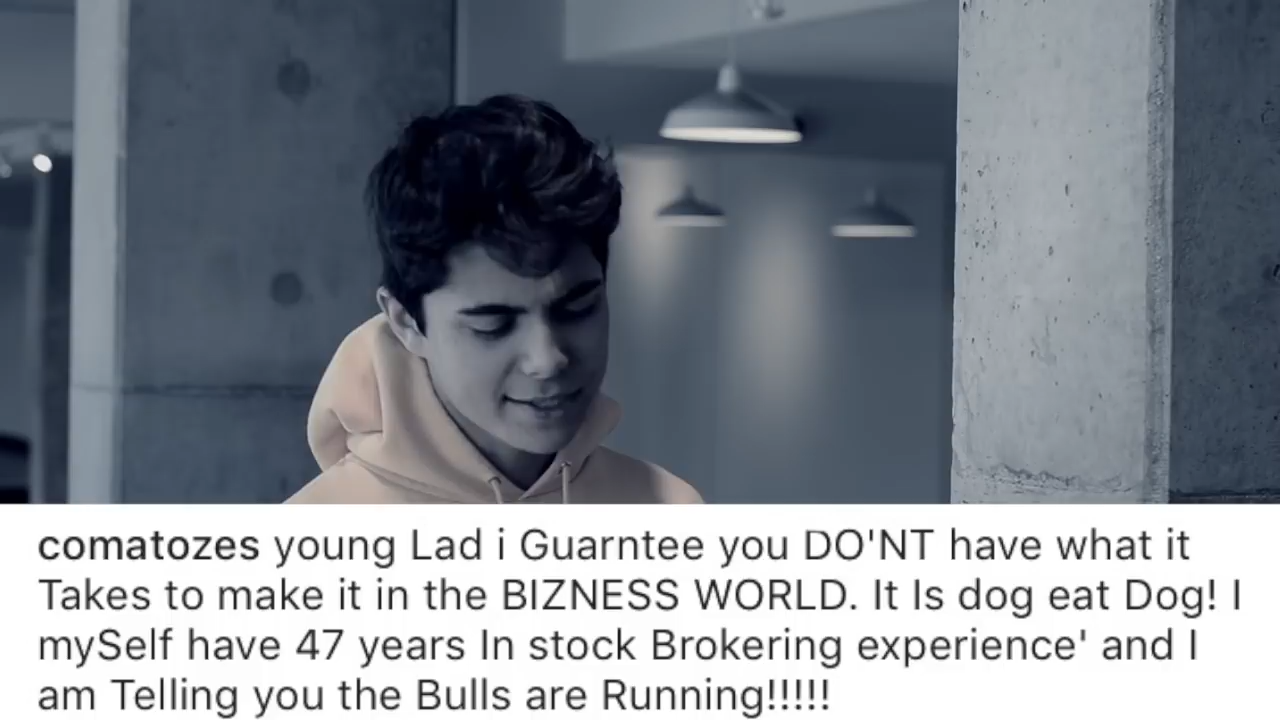 comatozes young Lad i Guarntee you DO'NT have what it
Takes to make it in the BIZNESS WORLD. It Is dog eat Dog! I
mySelf have 47 years In stock Brokering experience' and I
am Telling you the Bulls are Running!!!!!